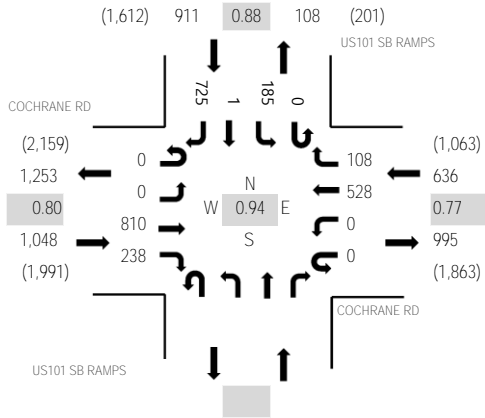 (1,612) 911 0.88 108 (201)
US101 SB RAMPS
725 1 185 0
COCHRANE RD
(2,159) (1,063)
1,253 0 108 636
0 528
N
0.80 W 0.94 E 0.77
810 0
S
1,048 238 0 995
(1,991) (1,863)
COCHRANE RD
US101 SB RAMPS